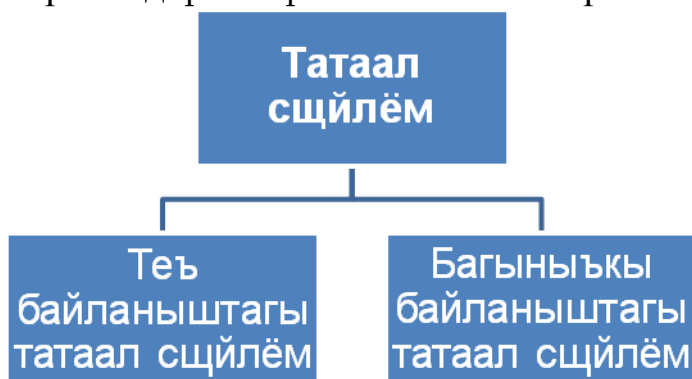 Татаал
сщйлём
Теъ
байланыштагы
татаал сщйлём
Багыныъкы
байланыштагы
татаал сщйлём